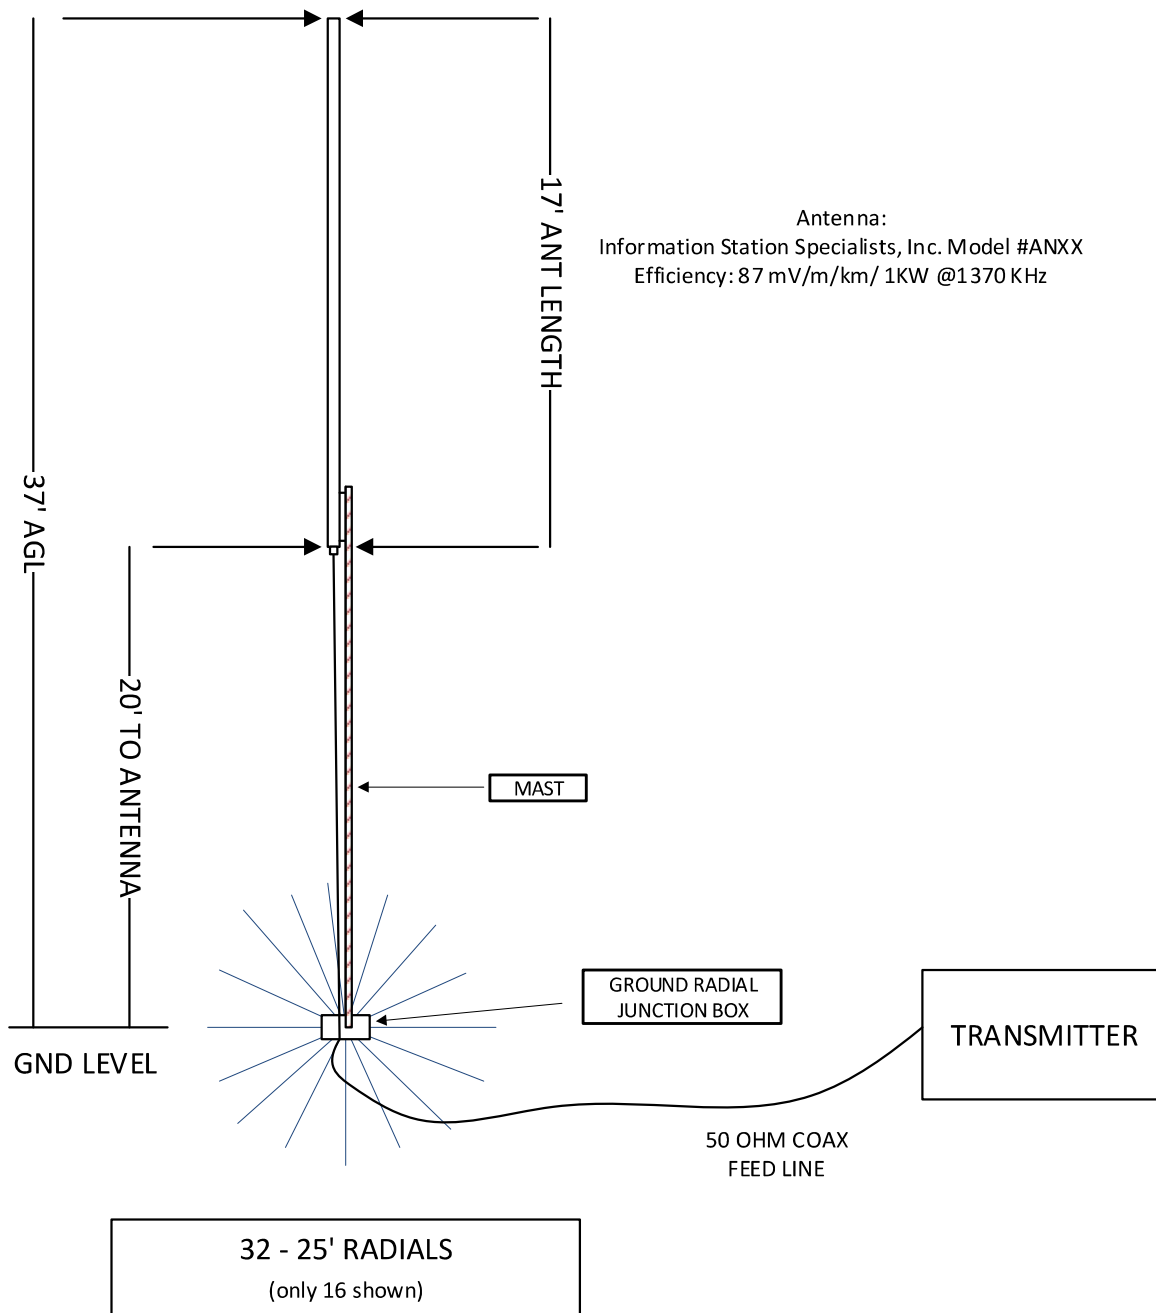 17' ANT LENGTH
Antenna:
Information Station Specialists, Inc. Model #ANXX
Efficiency: 87 mV/m/km/ 1KW @1370 KHz
37' AGL
20' TO ANTENNA
MAST
GROUND RADIAL
JUNCTION BOX
TRANSMITTER
GND LEVEL
50 OHM COAX
FEED LINE
32 - 25' RADIALS
(only 16 shown)